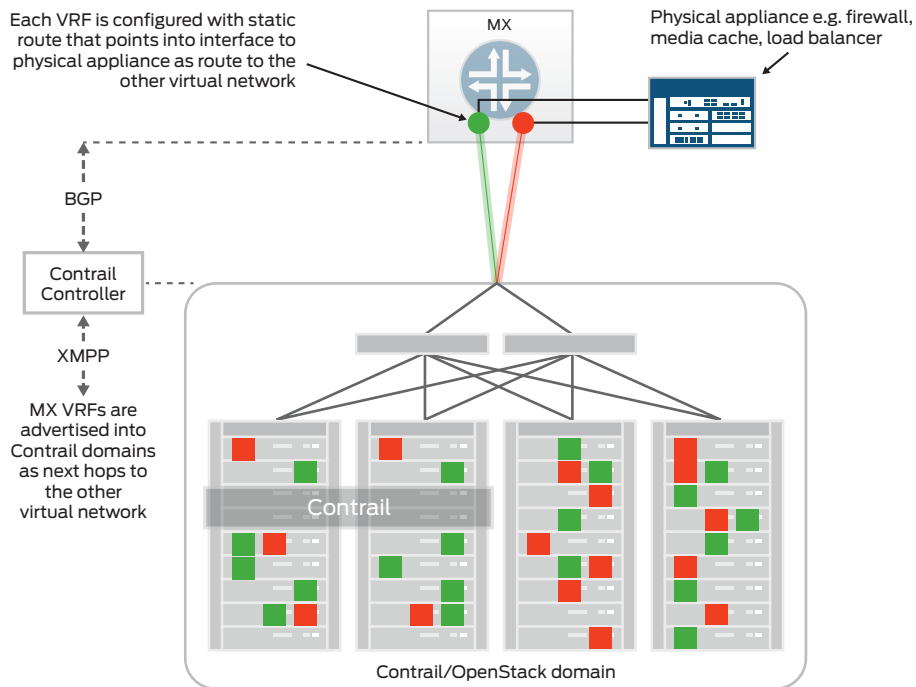 Each VRF is configured with static
route that points into interface to
physical appliance as route to the
other virtual network
MX
Physical appliance e.g. firewall,
media cache, load balancer
BGP
Contrail
Controller
XMPP
MX VRFs are
advertised into
Contrail domains
as next hops to
the other
virtual network
Contrail
Contrail/OpenStack domain